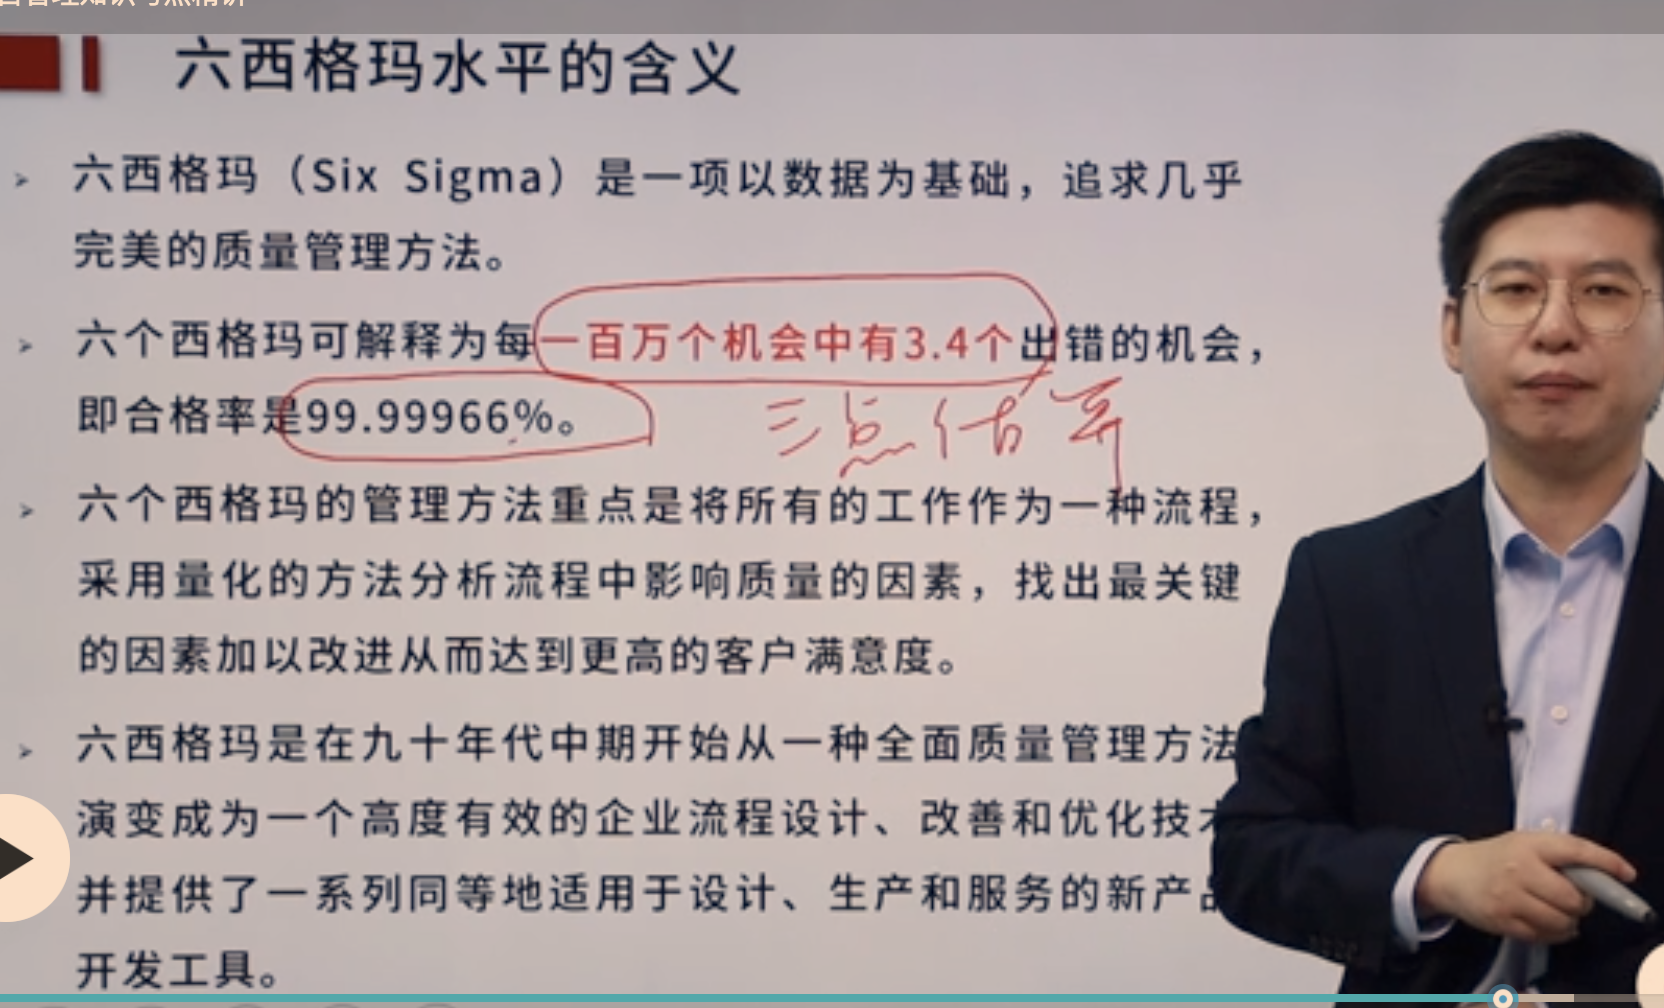 六西格玛水平的含义
六西格玛（Six Sigma）是一项以数据为基础，追求几乎
完美的质量管理方法。
六个西格玛可解释为每一百万个机会中有3.4个出错的机会，
即合格率是99.99966%。
三点估算
六个西格玛的管理方法重点是将所有的工作作为一种流程，
采用量化的方法分析流程中影响质量的因素，找出最关键
的因素加以改进从而达到更高的客户满意度。
六西格玛是在九十年代中期开始从一种全面质量管理方法
演变成为一个高度有效的企业流程设计、改善和优化技
并提供了一系列同等地适用于设计、生产和服务的新产
开发工具。